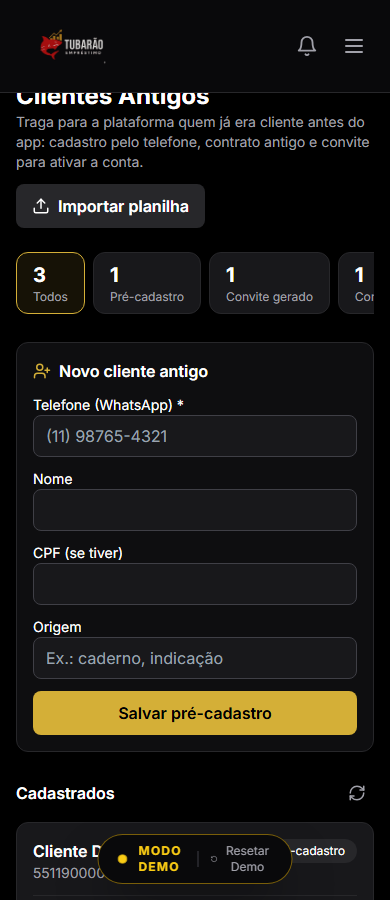 TUBARÃO
EMPRÉSTIMO
Clientes Antigos
Traga para a plataforma quem já era cliente antes do
app: cadastro pelo telefone, contrato antigo e convite
para ativar a conta.
Importar planilha
3
Todos
1
Pré-cadastro
1
Convite gerado
1
Novo cliente antigo
Telefone (WhatsApp) *
(11) 98765-4321
Nome
CPF (se tiver)
Origem
Ex.: caderno, indicação
Salvar pré-cadastro
Cadastrados
Cliente
-cadastro
551190000
MODO
DEMO
Resetar
Demo